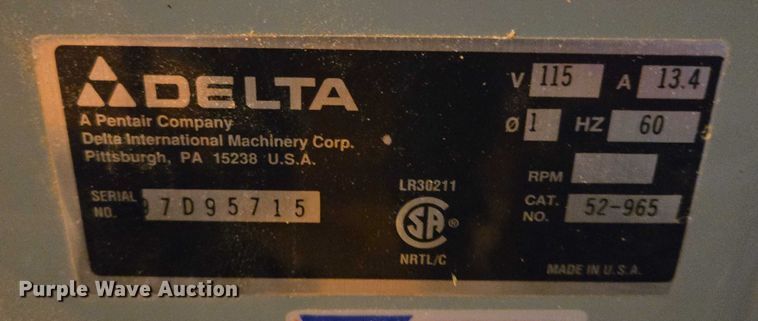 DELTA
A Pentair Company
Delta International Machinery Corp.
Pittsburgh, PA 15238 U.S.A.
SERIAL NO. 97D95715
V 115 A 13.4
Ø 1 HZ 60
RPM
CAT. NO. 52-965
LR30211
CSA ®
NRTL/C
MADE IN U.S.A.
Purple Wave Auction